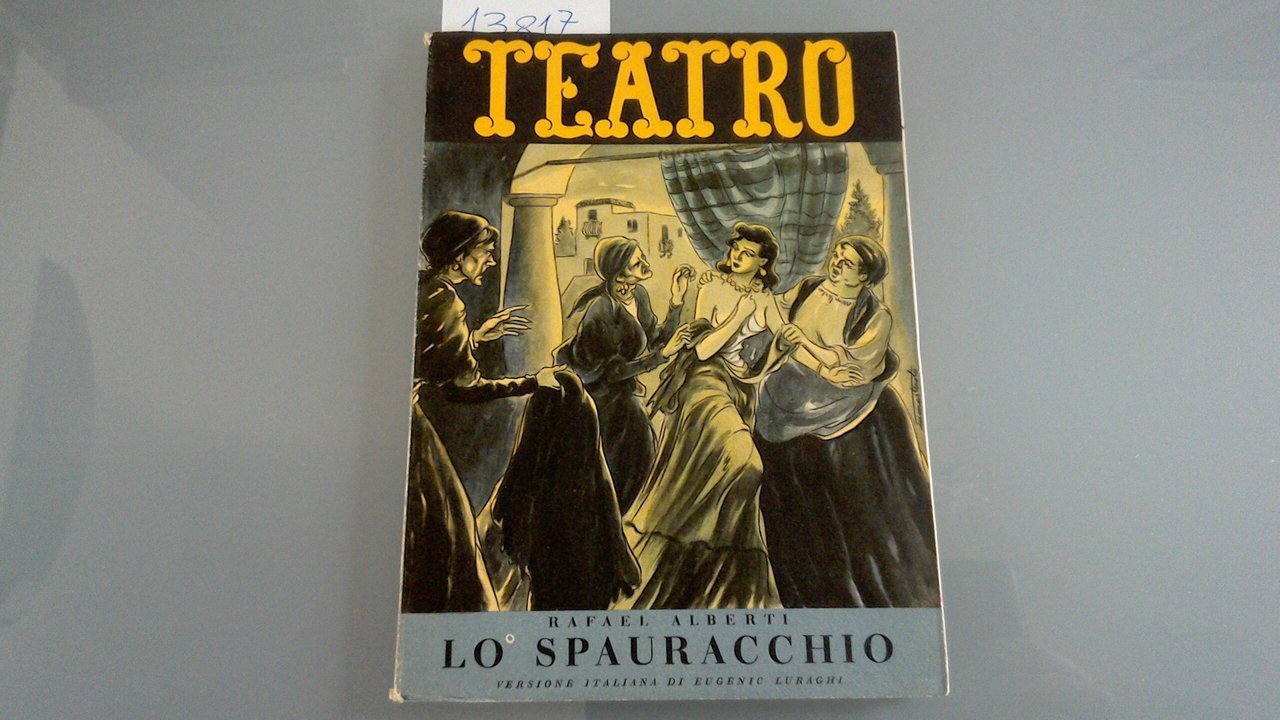 13817
TEATRO
RAFAEL ALBERTI
LO SPAURACCHIO
VERSIONE ITALIANA DI EUGENIO LURAGHI